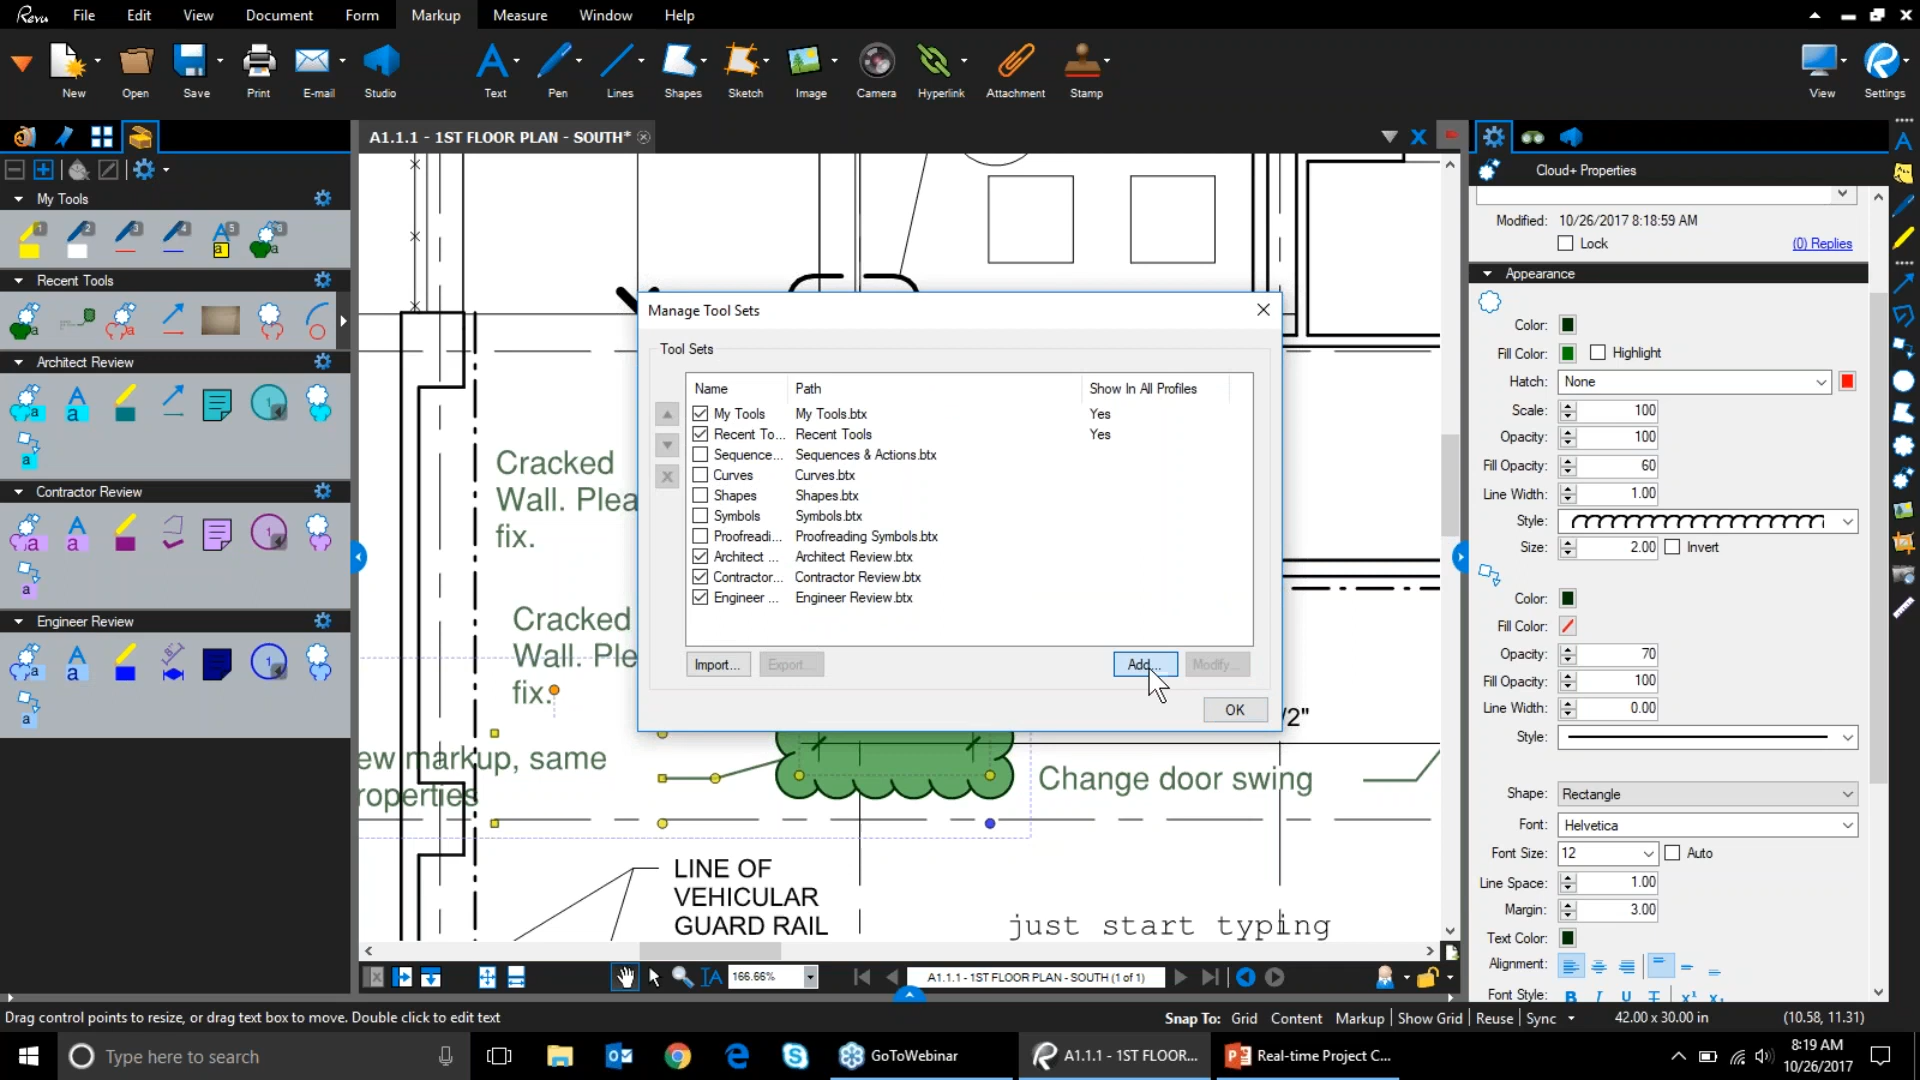 Revu File Edit View Document Form Markup Measure Window Help
New Open Save Print E-mail Studio Text Pen Lines Shapes Sketch Image Camera Hyperlink Attachment Stamp View Settings
A1.1.1 - 1ST FLOOR PLAN - SOUTH*
My Tools
1 2 3 4 5 6
Recent Tools
Architect Review
Contractor Review
Engineer Review
Cracked
Wall. Plea
fix.
Cracked
Wall. Ple
fix.
ew markup, same
roperties
Change door swing
/2"
LINE OF
VEHICULAR
GUARD RAIL
just start typing
Manage Tool Sets
Tool Sets
Name Path Show In All Profiles
My Tools My Tools.btx Yes
Recent To... Recent Tools Yes
Sequence... Sequences & Actions.btx
Curves Curves.btx
Shapes Shapes.btx
Symbols Symbols.btx
Proofreadi... Proofreading Symbols.btx
Architect ... Architect Review.btx
Contractor... Contractor Review.btx
Engineer ... Engineer Review.btx
Import... Export... Add... Modify...
OK
Cloud+ Properties
Modified: 10/26/2017 8:18:59 AM
Lock (0) Replies
Appearance
Color:
Fill Color: Highlight
Hatch: None
Scale: 100
Opacity: 100
Fill Opacity: 60
Line Width: 1.00
Style:
Size: 2.00 Invert
Color:
Fill Color:
Opacity: 70
Fill Opacity: 100
Line Width: 0.00
Style:
Shape: Rectangle
Font: Helvetica
Font Size: 12 Auto
Line Space: 1.00
Margin: 3.00
Text Color:
Alignment:
Font Style: B I U T x¹ x₁
166.66% A1.1.1 - 1ST FLOOR PLAN - SOUTH (1 of 1)
Drag control points to resize, or drag text box to move. Double click to edit text
Snap To: Grid Content Markup Show Grid Reuse Sync 42.00 x 30.00 in (10.58, 11.31)
Type here to search
GoToWebinar
A1.1.1 - 1ST FLOOR...
Real-time Project C...
8:19 AM
10/26/2017